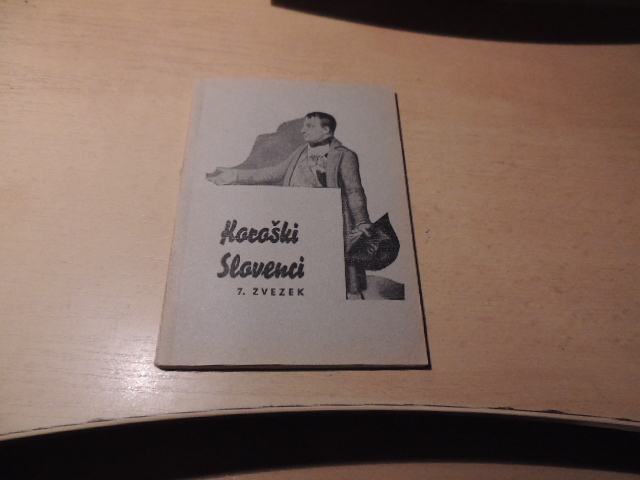 Koroški
Slovenci
7. ZVEZEK